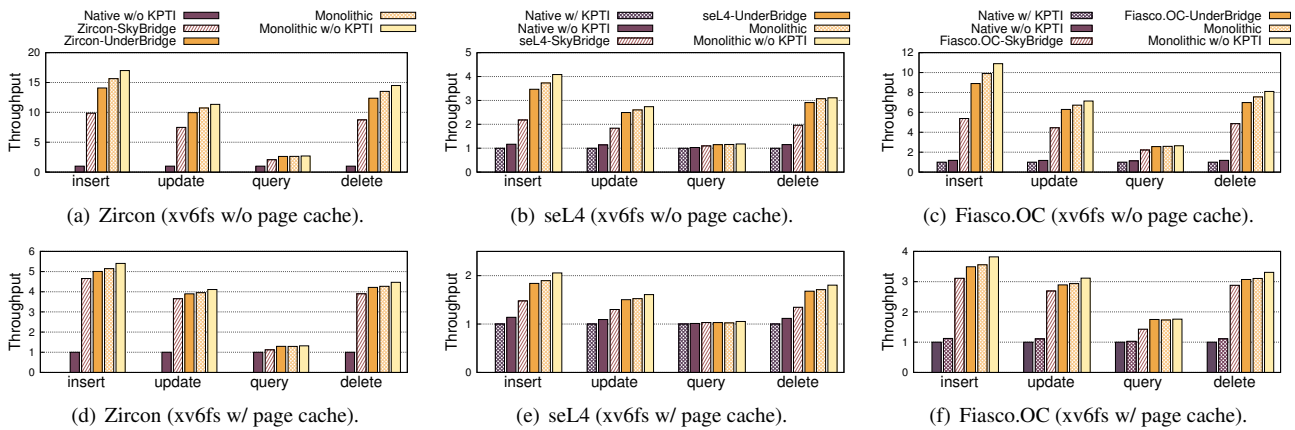 Native w/o KPTI
Zircon-SkyBridge
Zircon-UnderBridge
Monolithic
Monolithic w/o KPTI
Throughput
20
15
10
5
0
insert update query delete
(a) Zircon (xv6fs w/o page cache).
Native w/ KPTI
Native w/o KPTI
seL4-SkyBridge
seL4-UnderBridge
Monolithic
Monolithic w/o KPTI
Throughput
5
4
3
2
1
0
insert update query delete
(b) seL4 (xv6fs w/o page cache).
Native w/ KPTI
Native w/o KPTI
Fiasco.OC-SkyBridge
Fiasco.OC-UnderBridge
Monolithic
Monolithic w/o KPTI
Throughput
12
10
8
6
4
2
0
insert update query delete
(c) Fiasco.OC (xv6fs w/o page cache).
Throughput
6
5
4
3
2
1
0
insert update query delete
(d) Zircon (xv6fs w/ page cache).
Throughput
2
1
0
insert update query delete
(e) seL4 (xv6fs w/ page cache).
Throughput
4
3
2
1
0
insert update query delete
(f) Fiasco.OC (xv6fs w/ page cache).